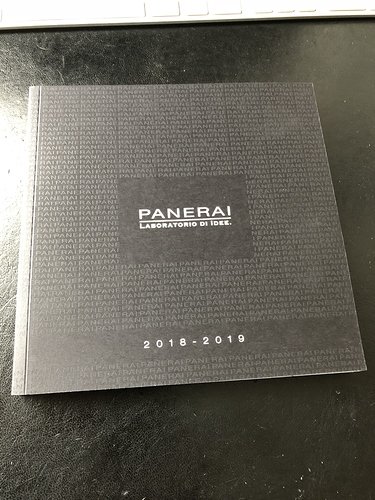 PANERAI
LABORATORIO DI IDEE.
2018-2019